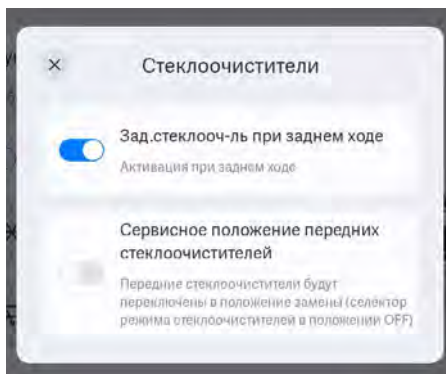 Стеклоочистители
Зад.стеклооч-ль при заднем ходе
Активация при заднем ходе
Сервисное положение передних
стеклоочистителей
Передние стеклоочистители будут
переключены в положение замены (селектор
режима стеклоочистителей в положении OFF)